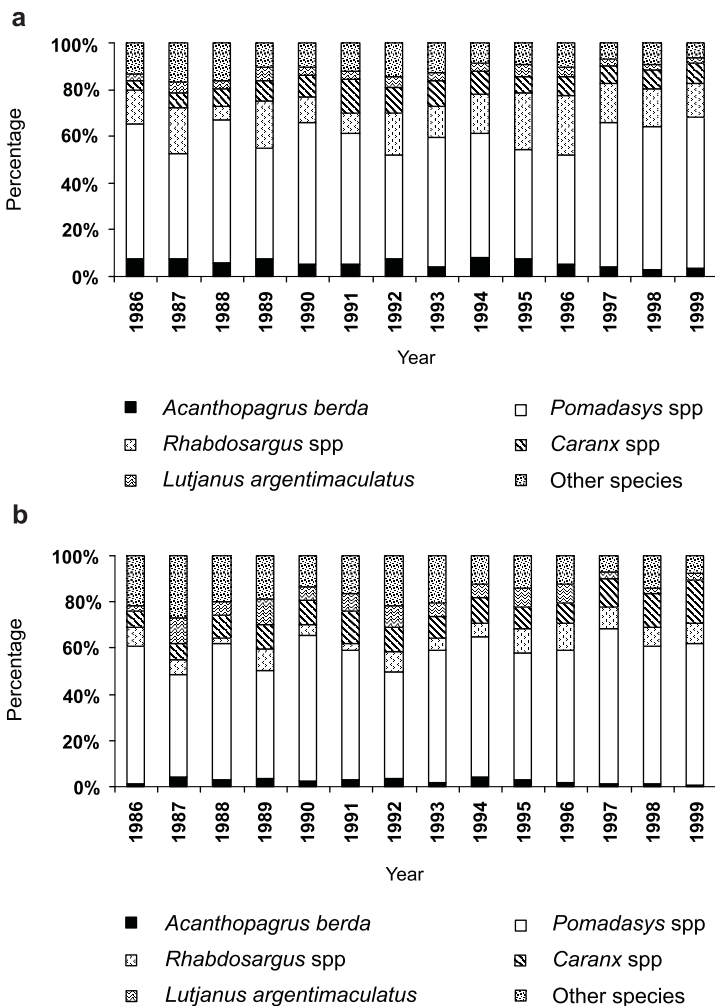 a
100%
80%
60%
40%
20%
0%
Percentage
1986 1987 1988 1989 1990 1991 1992 1993 1994 1995 1996 1997 1998 1999
Year
Acanthopagrus berda Pomadasys spp
Rhabdosargus spp Caranx spp
Lutjanus argentimaculatus Other species
b
100%
80%
60%
40%
20%
0%
Percentage
1986 1987 1988 1989 1990 1991 1992 1993 1994 1995 1996 1997 1998 1999
Year
Acanthopagrus berda Pomadasys spp
Rhabdosargus spp Caranx spp
Lutjanus argentimaculatus Other species